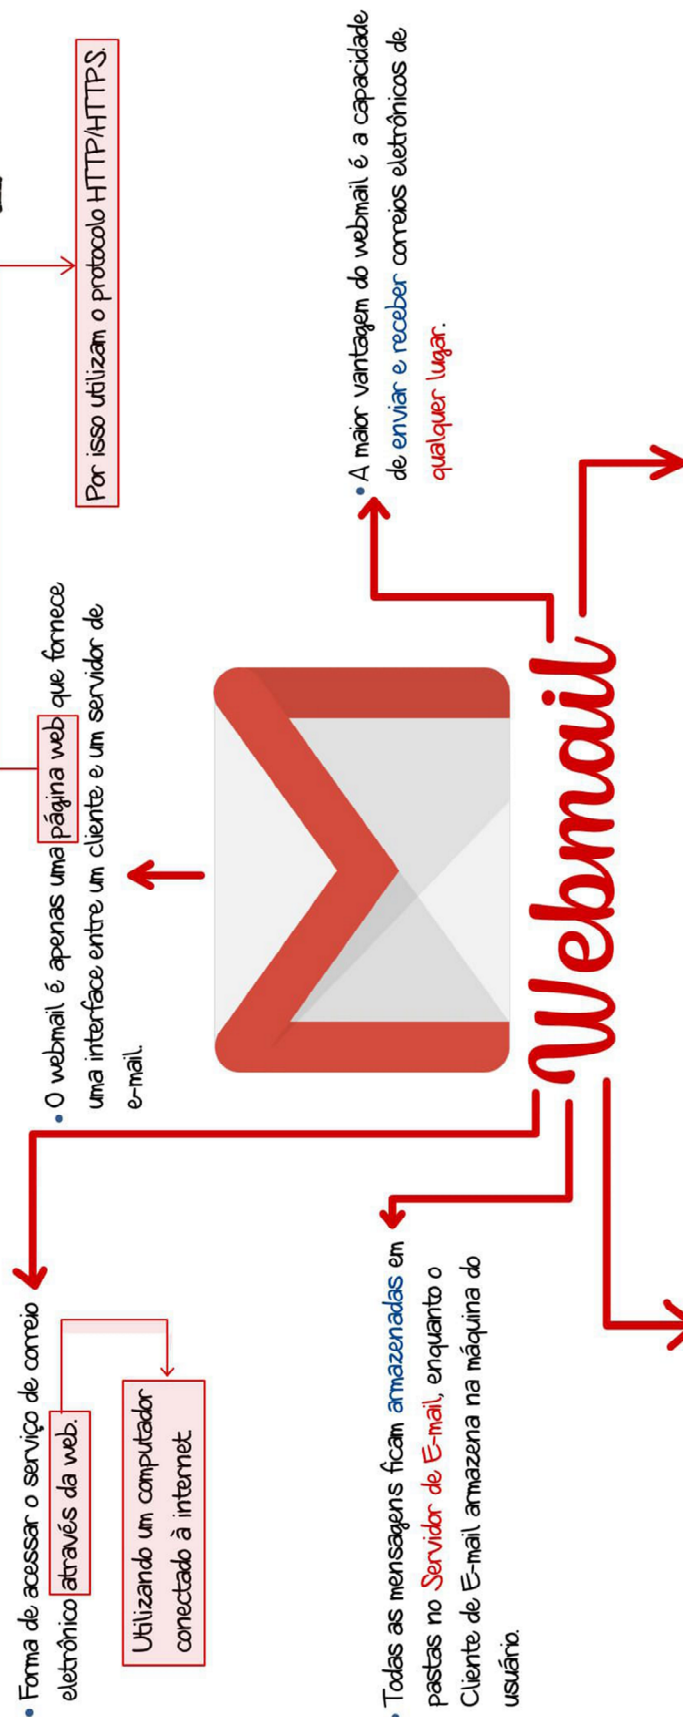 • Forma de acessar o serviço de correio
eletrônico através da web.
Utilizando um computador
conectado à internet
• O webmail é apenas uma página web que fornece
uma interface entre um cliente e um servidor de
e-mail.
Por isso utilizam o protocolo HTTP/HTTPS.
• Todas as mensagens ficam armazenadas em
pastas no Servidor de E-mail, enquanto o
Cliente de E-mail armazena na máquina do
usuário.
• A maior vantagem do webmail é a capacidade
de enviar e receber correios eletrônicos de
qualquer lugar.
Webmail